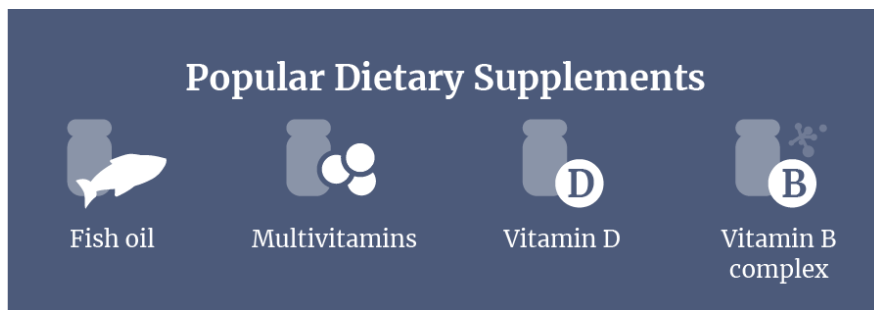 Popular Dietary Supplements
Fish oil
Multivitamins
D
Vitamin D
B
Vitamin B
complex